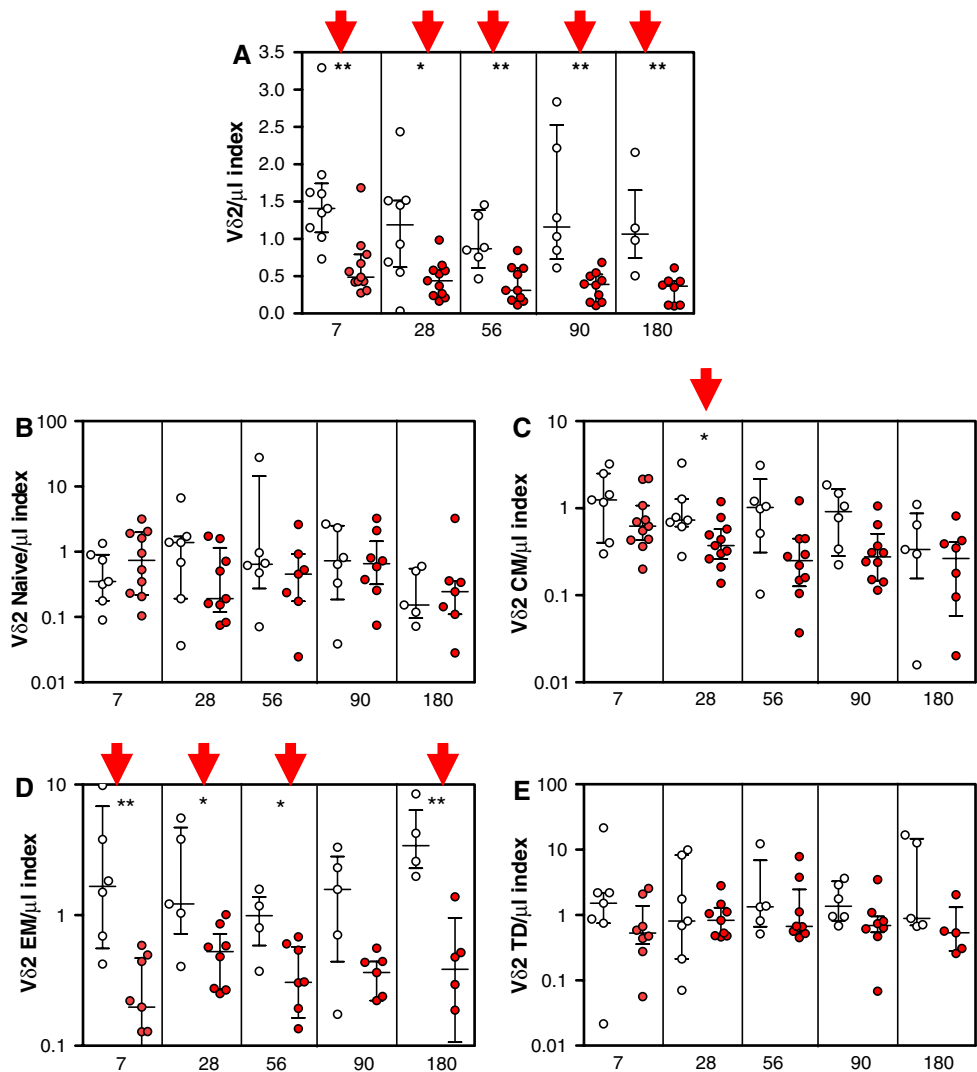 A
Vδ2/µl index
3.5
3.0
2.5
2.0
1.5
1.0
0.5
0.0
** * ** ** **
7 28 56 90 180
B
Vδ2 Naive/µl index
100
10
1
0.1
0.01
7 28 56 90 180
C
Vδ2 CM/µl index
10
1
0.1
0.01
*
7 28 56 90 180
D
Vδ2 EM/µl index
10
1
0.1
** * * **
7 28 56 90 180
E
Vδ2 TD/µl index
100
10
1
0.1
0.01
7 28 56 90 180